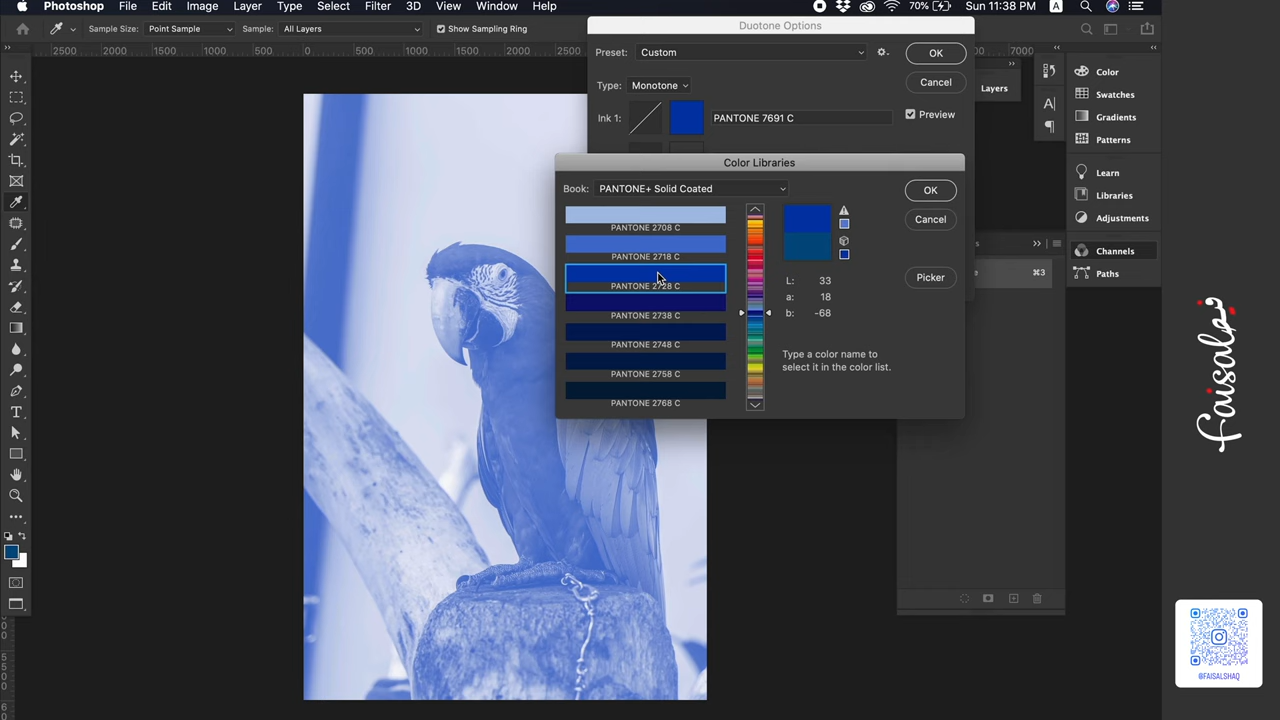 Photoshop File Edit Image Layer Type Select Filter 3D View Window Help 70% Sun 11:38 PM A
Sample Size: Point Sample Sample: All Layers Show Sampling Ring
Duotone Options
2500 2000 1500 1000 500 0 500 1000 1500 2000 2500 7000
Preset: Custom OK
Type: Monotone Cancel
Ink 1: PANTONE 7691 C Preview
Color Libraries
Book: PANTONE+ Solid Coated OK
Cancel
Picker
PANTONE 2708 C
PANTONE 2718 C
PANTONE 2728 C
PANTONE 2738 C
PANTONE 2748 C
PANTONE 2758 C
PANTONE 2768 C
L: 33
a: 18
b: -68
Type a color name to
select it in the color list.
Layers
Color
Swatches
Gradients
Patterns
Learn
Libraries
Adjustments
Channels
Paths
⌘3
faisalp
@FAISALSHAQ